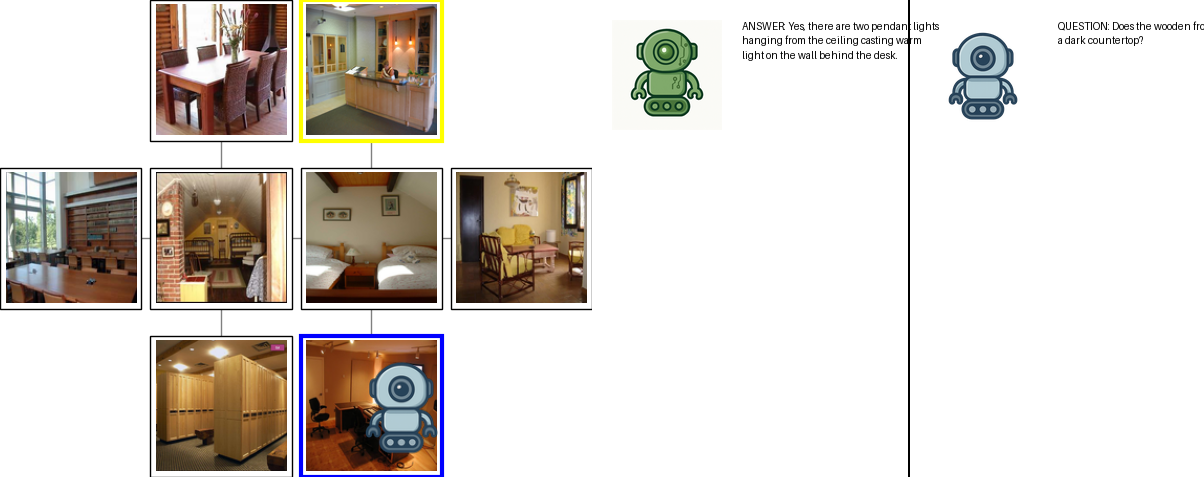 ANSWER: Yes, there are two pendant lights
hanging from the ceiling casting warm
light on the wall behind the desk.
QUESTION: Does the wooden
a dark countertop?